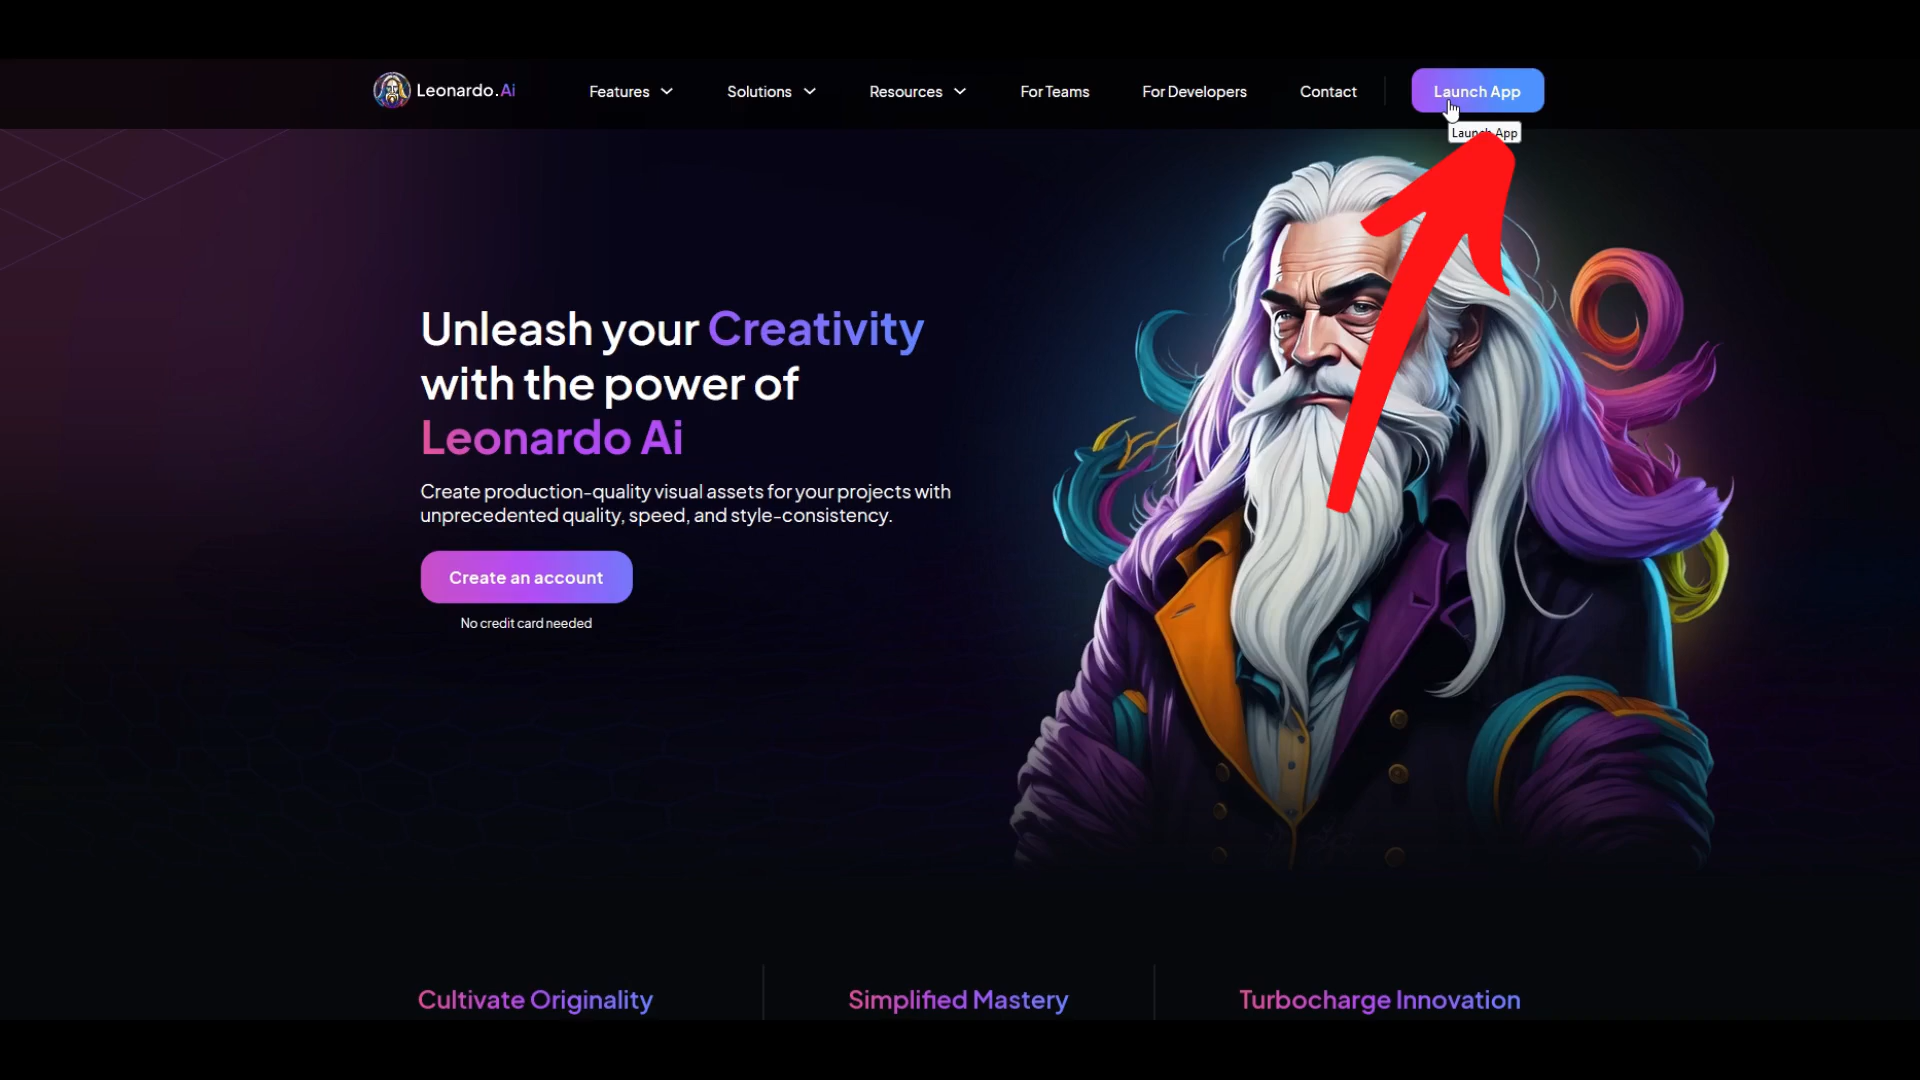 Leonardo.Ai
Features
Solutions
Resources
For Teams
For Developers
Contact
Launch App
Launch App
Unleash your Creativity
with the power of
Leonardo Ai
Create production-quality visual assets for your projects with
unprecedented quality, speed, and style-consistency.
Create an account
No credit card needed
Cultivate Originality
Simplified Mastery
Turbocharge Innovation